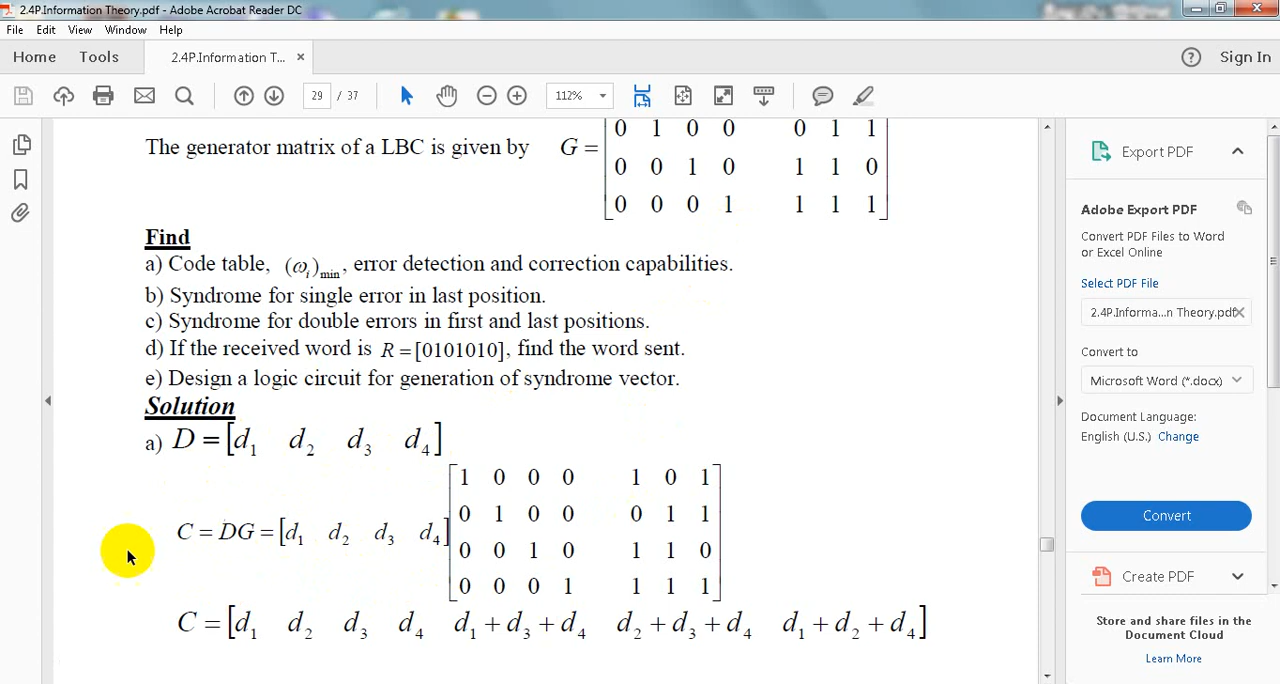 2.4P.Information Theory.pdf - Adobe Acrobat Reader DC
File Edit View Window Help
Home Tools 2.4P.Information T... × ? Sign In
29 / 37 112%
The generator matrix of a LBC is given by G =
0 1 0 0 0 1 1
0 0 1 0 1 1 0
0 0 0 1 1 1 1
Find
a) Code table, (ω_i)_min, error detection and correction capabilities.
b) Syndrome for single error in last position.
c) Syndrome for double errors in first and last positions.
d) If the received word is R = [0101010], find the word sent.
e) Design a logic circuit for generation of syndrome vector.
Solution
a) D = [d₁ d₂ d₃ d₄]
C = DG = [d₁ d₂ d₃ d₄]
1 0 0 0 1 0 1
0 1 0 0 0 1 1
0 0 1 0 1 1 0
0 0 0 1 1 1 1
C = [d₁ d₂ d₃ d₄ d₁ + d₃ + d₄ d₂ + d₃ + d₄ d₁ + d₂ + d₄]
Export PDF
Adobe Export PDF
Convert PDF Files to Word
or Excel Online
Select PDF File
2.4P.Informa...n Theory.pdf ×
Convert to
Microsoft Word (*.docx)
Document Language:
English (U.S.) Change
Convert
Create PDF
Store and share files in the
Document Cloud
Learn More